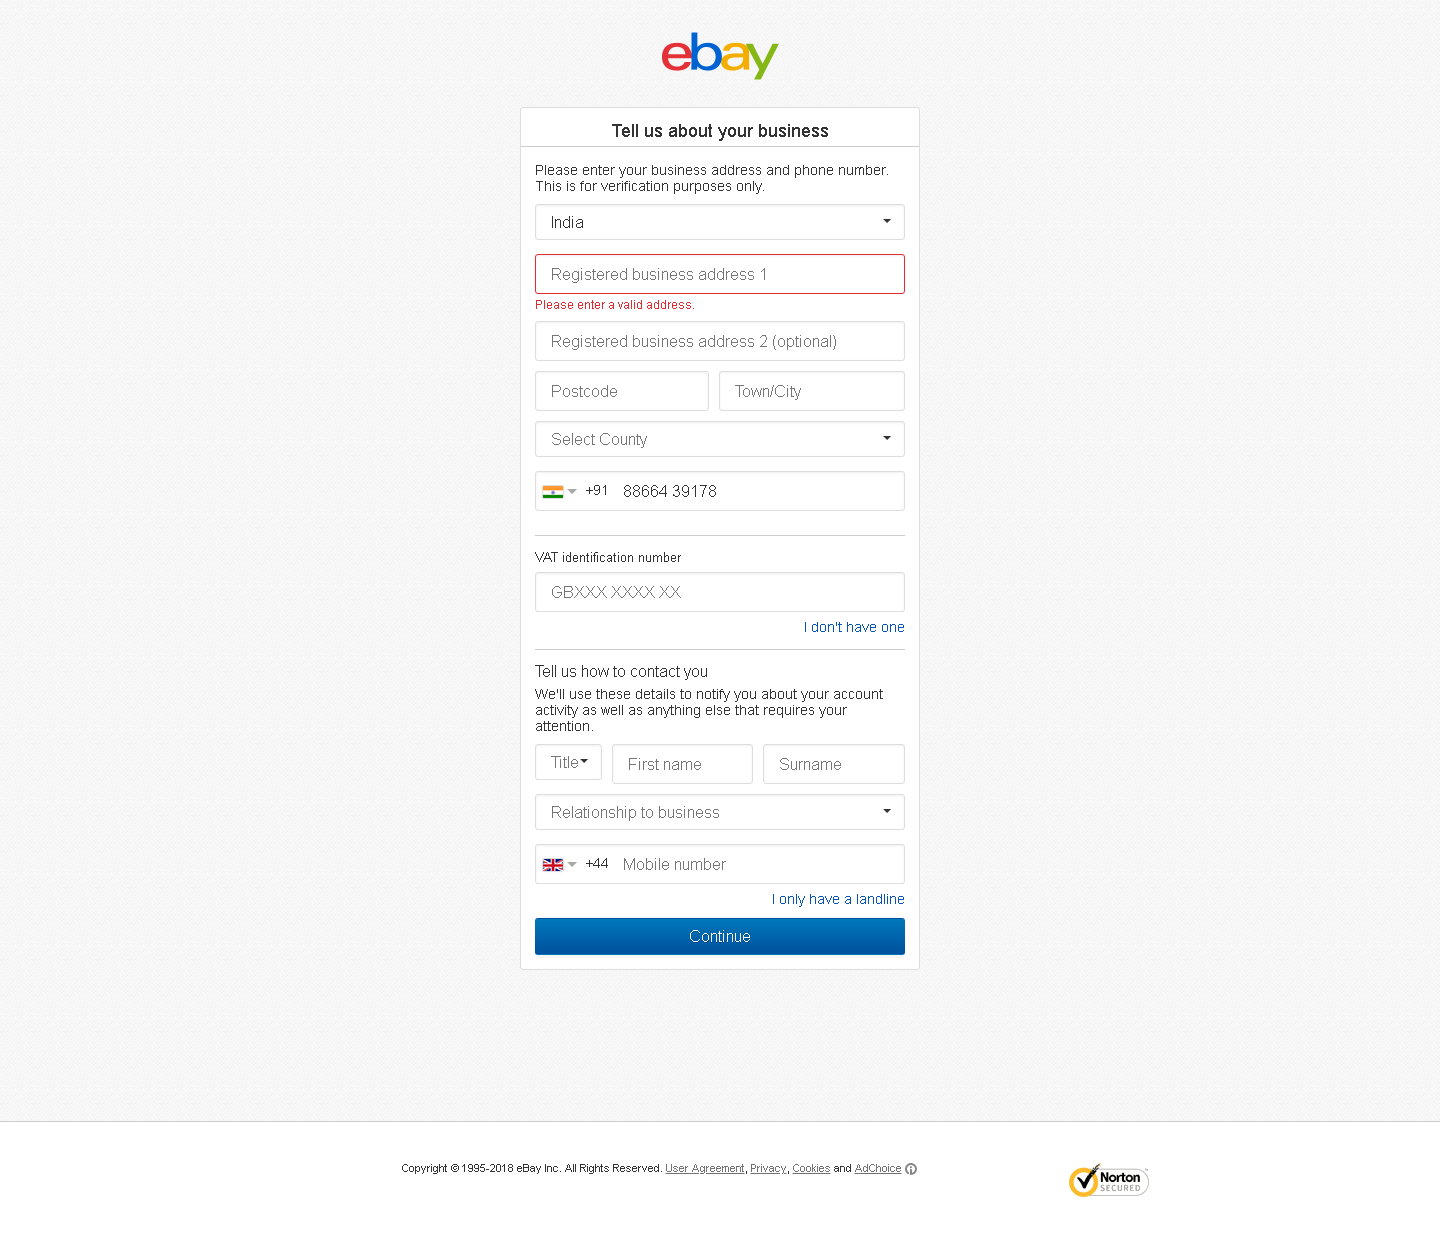 ebay
Tell us about your business
Please enter your business address and phone number.
This is for verification purposes only.
India
Registered business address 1
Please enter a valid address.
Registered business address 2 (optional)
Postcode Town/City
Select County
+91 88664 39178
VAT identification number
GBXXX XXXX XX
I don't have one
Tell us how to contact you
We'll use these details to notify you about your account
activity as well as anything else that requires your
attention.
Title First name Surname
Relationship to business
+44 Mobile number
I only have a landline
Continue
Copyright © 1995-2018 eBay Inc. All Rights Reserved. User Agreement, Privacy, Cookies and AdChoice
Norton
SECURED